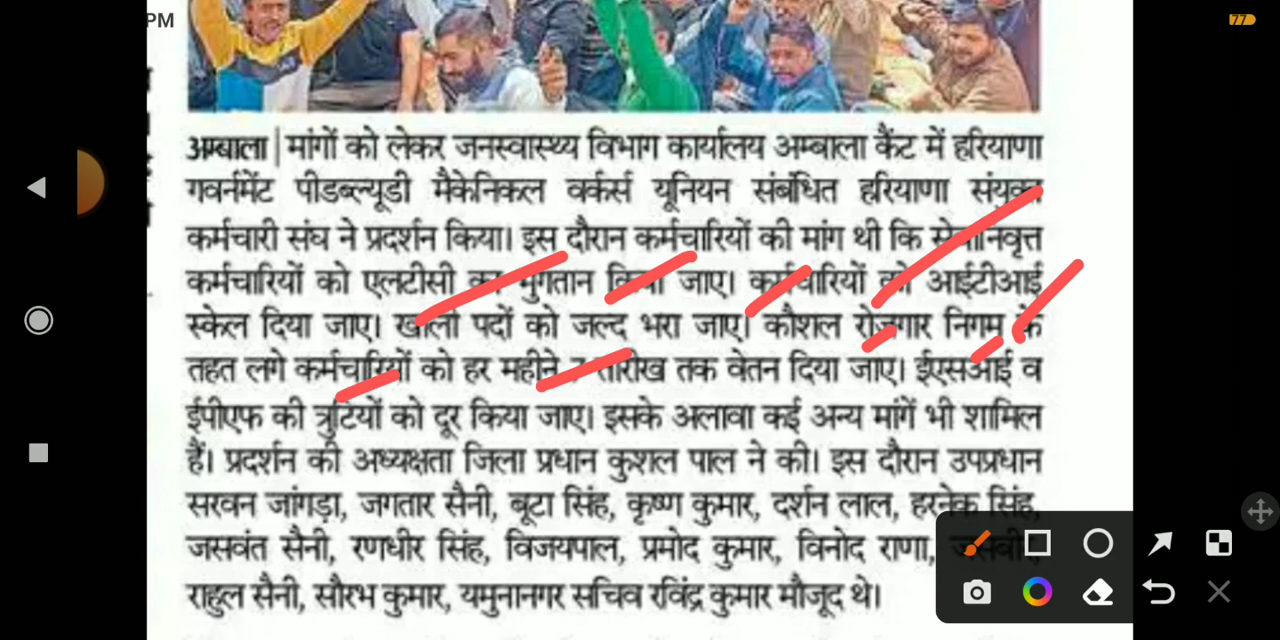 PM
77
अम्बाला | मांगों को लेकर जनस्वास्थ्य विभाग कार्यालय अम्बाला कैंट में हरियाणा
गवर्नमेंट पीडब्ल्यूडी मैकेनिकल वर्कर्स यूनियन संबंधित हरियाणा संयुक्त
कर्मचारी संघ ने प्रदर्शन किया। इस दौरान कर्मचारियों की मांग थी कि सेवानिवृत्त
कर्मचारियों को एलटीसी का भुगतान किया जाए। कर्मचारियों को आईटीआई
स्केल दिया जाए। खाली पदों को जल्द भरा जाए। कौशल रोजगार निगम के
तहत लगे कर्मचारियों को हर महीने 7 तारीख तक वेतन दिया जाए। ईएसआई व
ईपीएफ की त्रुटियों को दूर किया जाए। इसके अलावा कई अन्य मांगें भी शामिल
हैं। प्रदर्शन की अध्यक्षता जिला प्रधान कुशल पाल ने की। इस दौरान उपप्रधान
सरवन जांगड़ा, जगतार सैनी, बूटा सिंह, कृष्ण कुमार, दर्शन लाल, हरनेक सिंह,
जसवंत सैनी, रणधीर सिंह, विजयपाल, प्रमोद कुमार, विनोद राणा,
राहुल सैनी, सौरभ कुमार, यमुनानगर सचिव रविंद्र कुमार मौजूद थे।